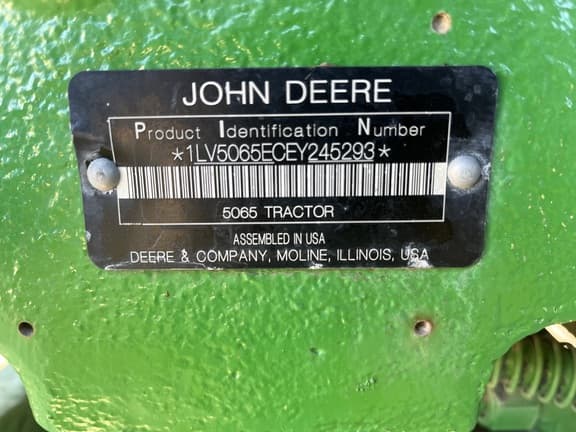 JOHN DEERE
Product Identification Number
*1LV5065ECEY245293*
5065 TRACTOR
ASSEMBLED IN USA
DEERE & COMPANY, MOLINE, ILLINOIS, USA